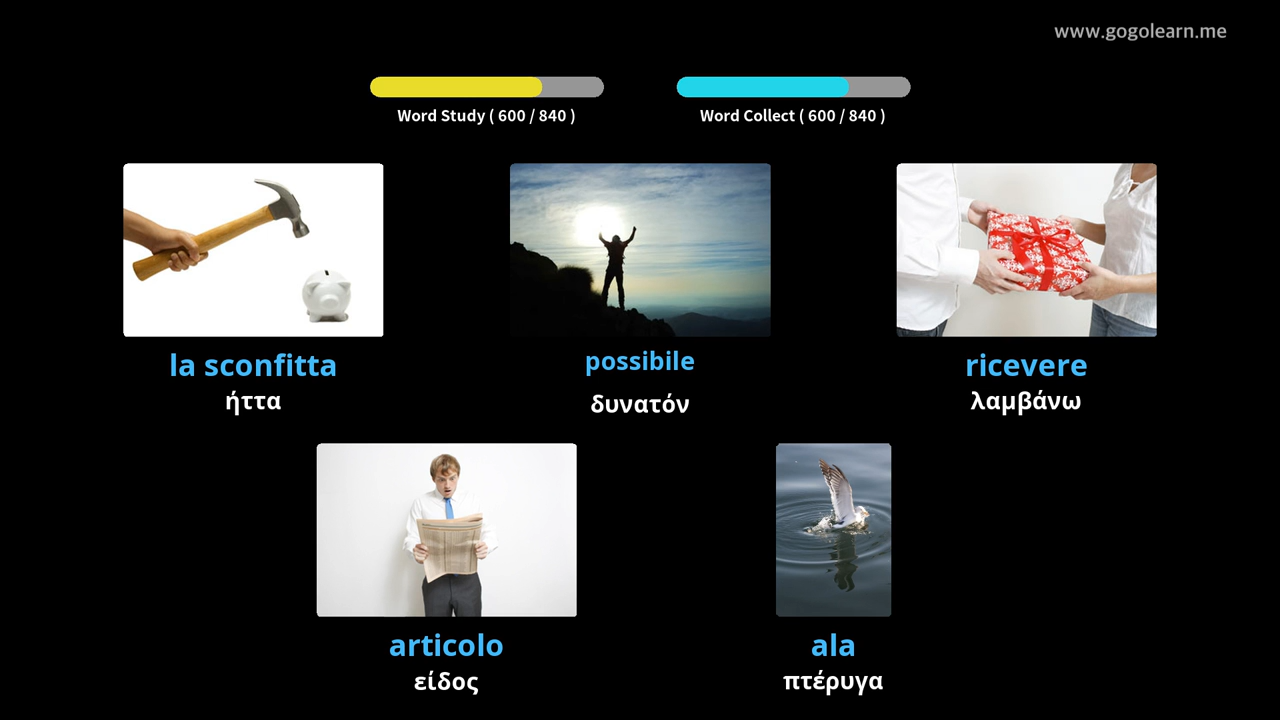 www.gogolearn.me
Word Study ( 600 / 840 )
Word Collect ( 600 / 840 )
la sconfitta
ήττα
possibile
δυνατόν
ricevere
λαμβάνω
articolo
είδος
ala
πτέρυγα